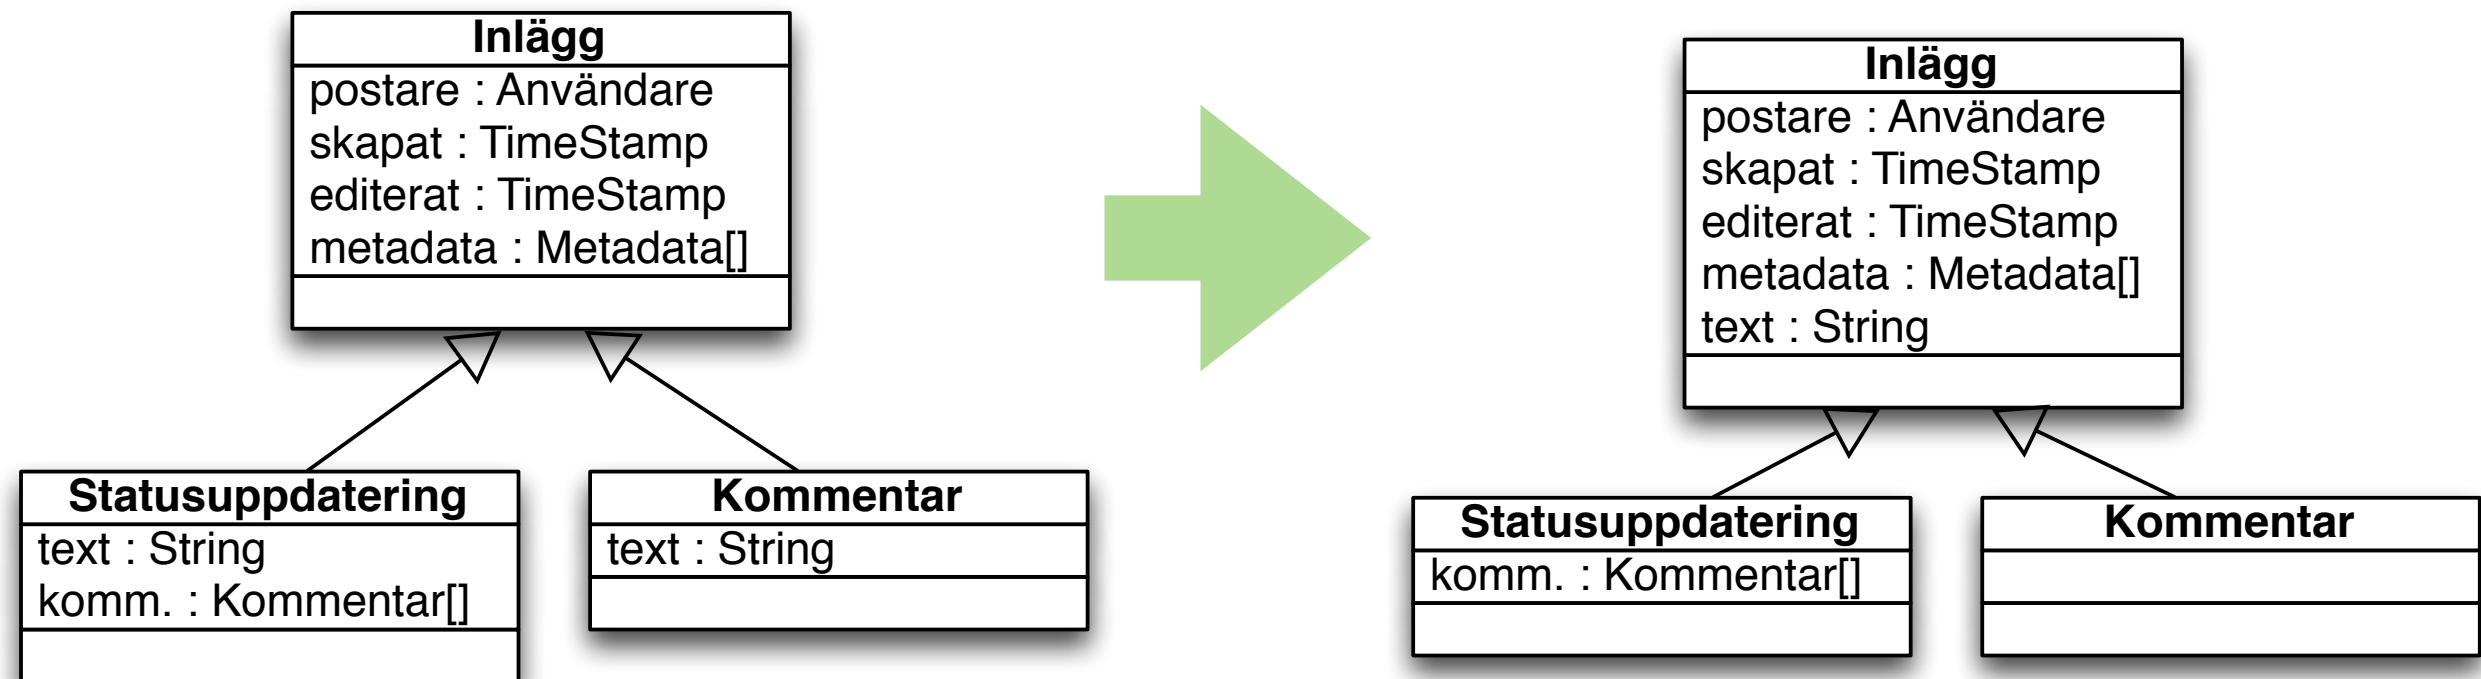 Inlägg
postare : Användare
skapat : TimeStamp
editerat : TimeStamp
metadata : Metadata[]
Statusuppdatering
text : String
komm. : Kommentar[]
Kommentar
text : String
Inlägg
postare : Användare
skapat : TimeStamp
editerat : TimeStamp
metadata : Metadata[]
text : String
Statusuppdatering
komm. : Kommentar[]
Kommentar